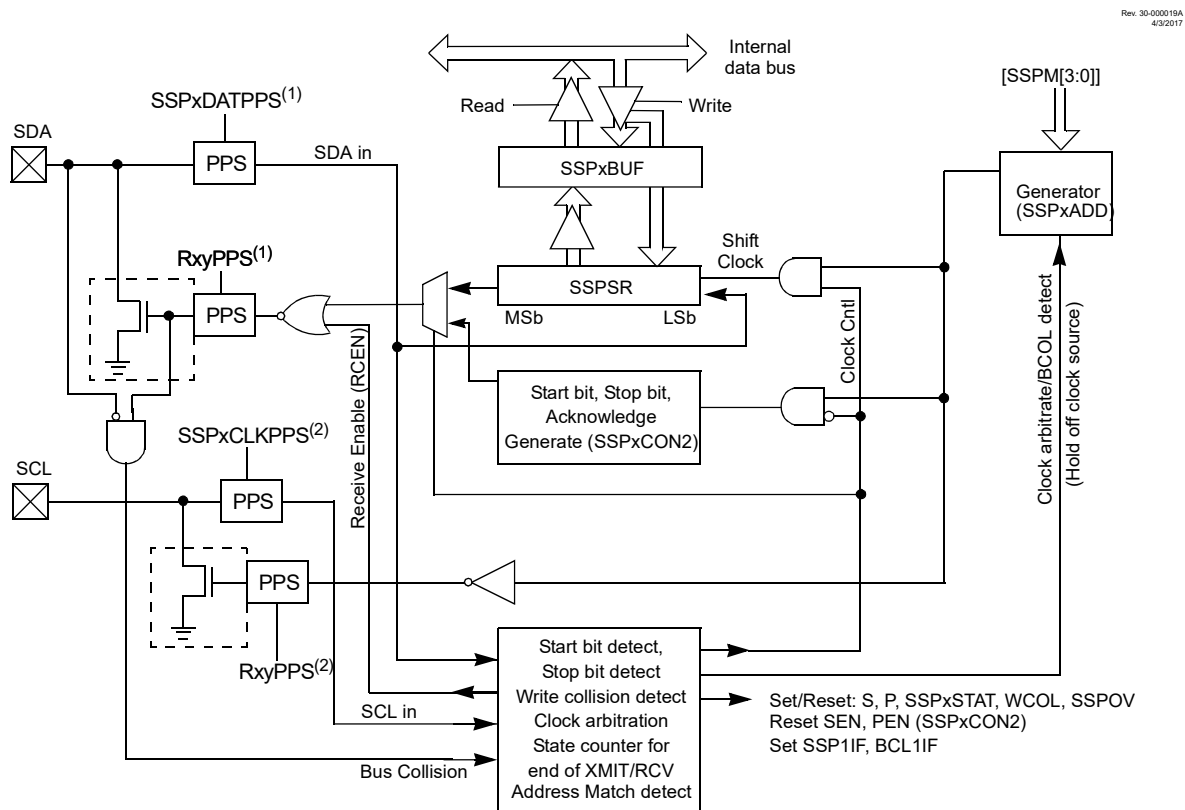 Rev. 30-000019A
4/3/2017
Internal
data bus
[SSPM[3:0]]
Read
Write
SSPxDATPPS(1)
SDA
PPS
SDA in
SSPxBUF
Generator
(SSPxADD)
RxyPPS(1)
Shift
Clock
PPS
SSPSR
MSb
LSb
Receive Enable (RCEN)
Clock Cntl
Clock arbitrate/BCOL detect
(Hold off clock source)
Start bit, Stop bit,
Acknowledge
Generate (SSPxCON2)
SSPxCLKPPS(2)
SCL
PPS
PPS
RxyPPS(2)
SCL in
Bus Collision
Start bit detect,
Stop bit detect
Write collision detect
Clock arbitration
State counter for
end of XMIT/RCV
Address Match detect
Set/Reset: S, P, SSPxSTAT, WCOL, SSPOV
Reset SEN, PEN (SSPxCON2)
Set SSP1IF, BCL1IF